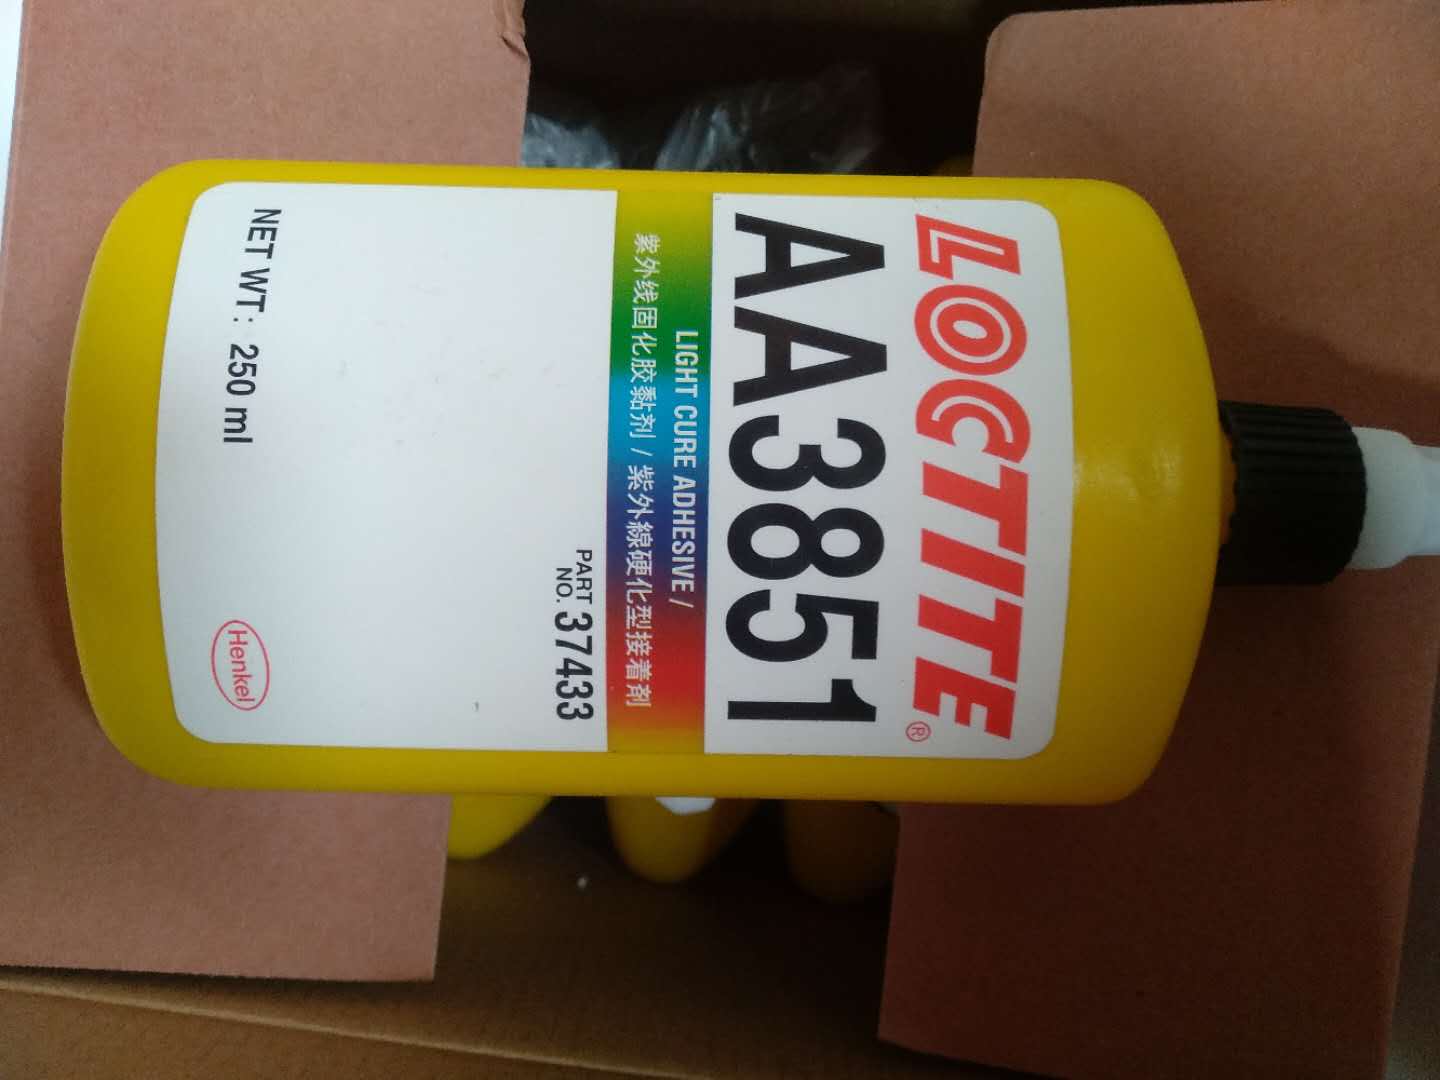 LOCTITE®
AA3851
LIGHT CURE ADHESIVE /
紫外线固化胶黏剂 / 紫外線硬化型接着剤
PART NO. 37433
NET WT: 250 ml
Henkel